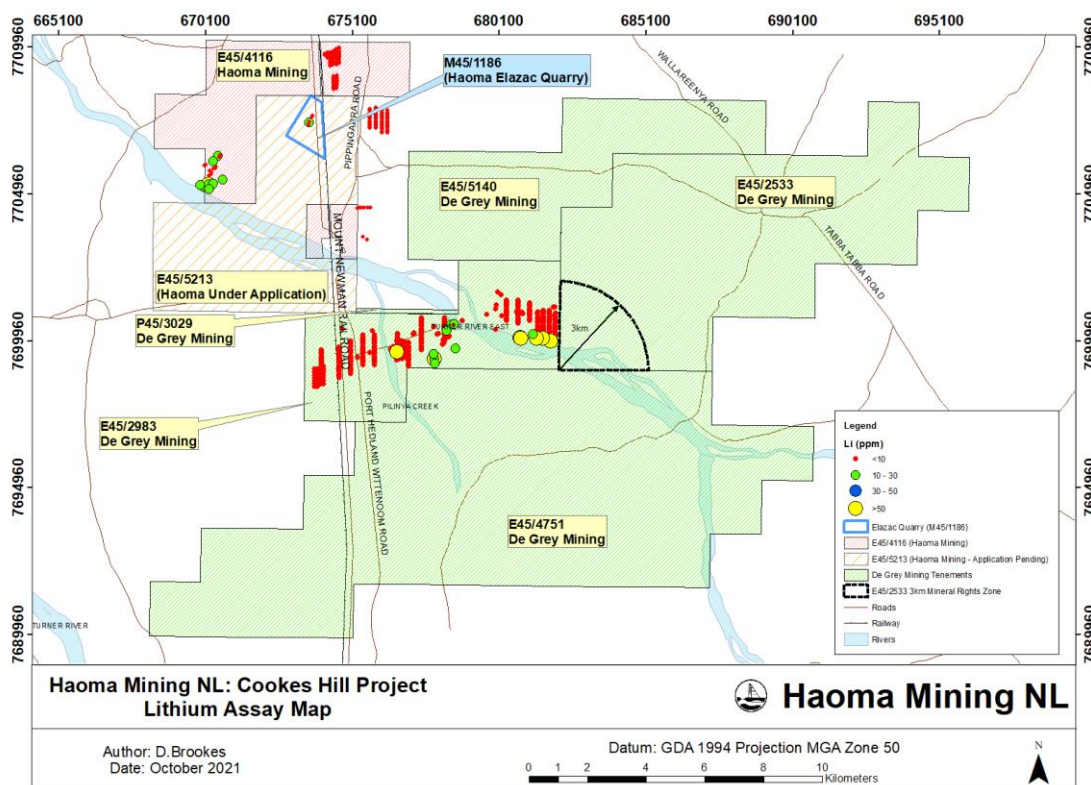 665100 670100 675100 680100 685100 690100 695100
7709960
7704960
7699960
7694960
7689960
7709960
7704960
7699960
7694960
7689960
E45/4116
Haoma Mining
M45/1186
(Haoma Elazac Quarry)
PIPPINGARRA ROAD
WALLAREENYA ROAD
E45/5140
De Grey Mining
E45/2533
De Grey Mining
TABBA TABBA ROAD
MOUNT NEWMAN RAILROAD
E45/5213
(Haoma Under Application)
P45/3029
De Grey Mining
TURNER RIVER EAST
3km
PILINYA CREEK
E45/2983
De Grey Mining
PORT HEDLAND WITTENOOM ROAD
E45/4751
De Grey Mining
TURNER RIVER
Legend
Li (ppm)
<10
10 - 30
30 - 50
>50
Elazac Quarry (M45/1186)
E45/4116 (Haoma Mining)
E45/5213 (Haoma Mining - Application Pending)
De Grey Mining Tenements
E45/2533 3km Mineral Rights Zone
Roads
Railway
Rivers
Haoma Mining NL: Cookes Hill Project
Lithium Assay Map
Haoma Mining NL
Author: D.Brookes
Date: October 2021
Datum: GDA 1994 Projection MGA Zone 50
0 1 2 4 6 8 10
Kilometers
N